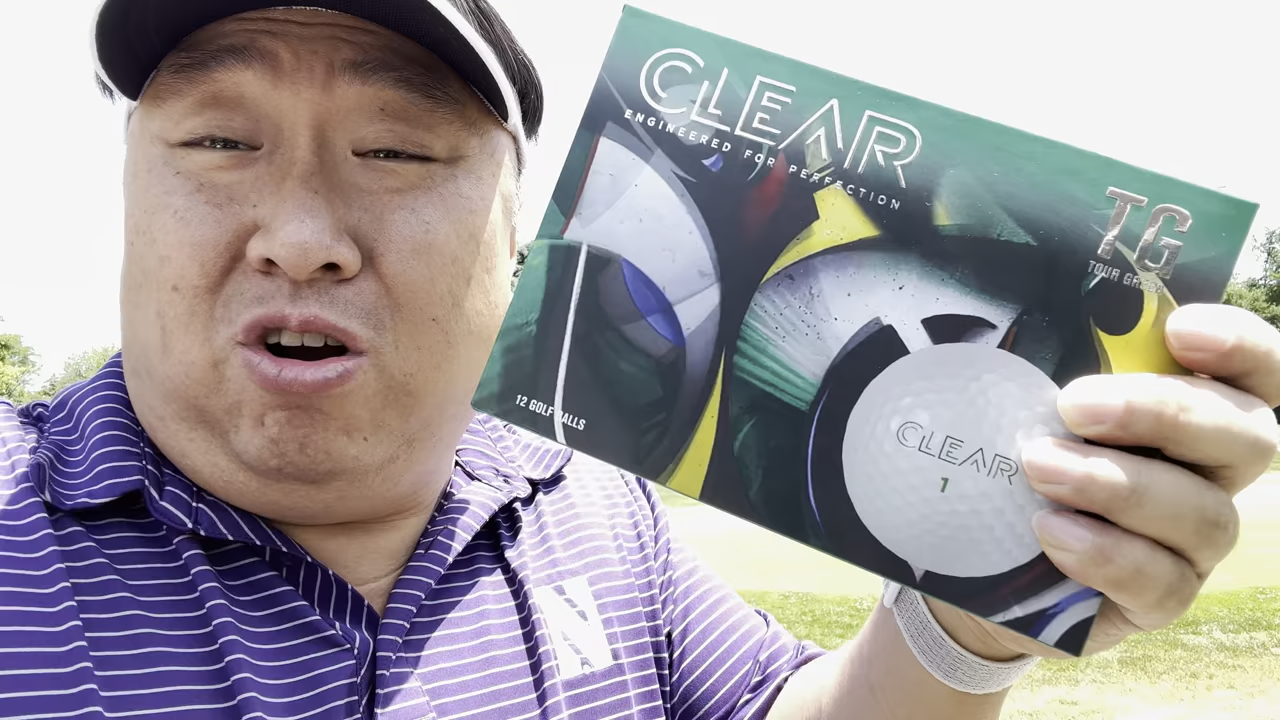 CLEAR
ENGINEERED FOR PERFECTION
TG
TOUR GREEN
12 GOLF BALLS
CLEAR
1
N